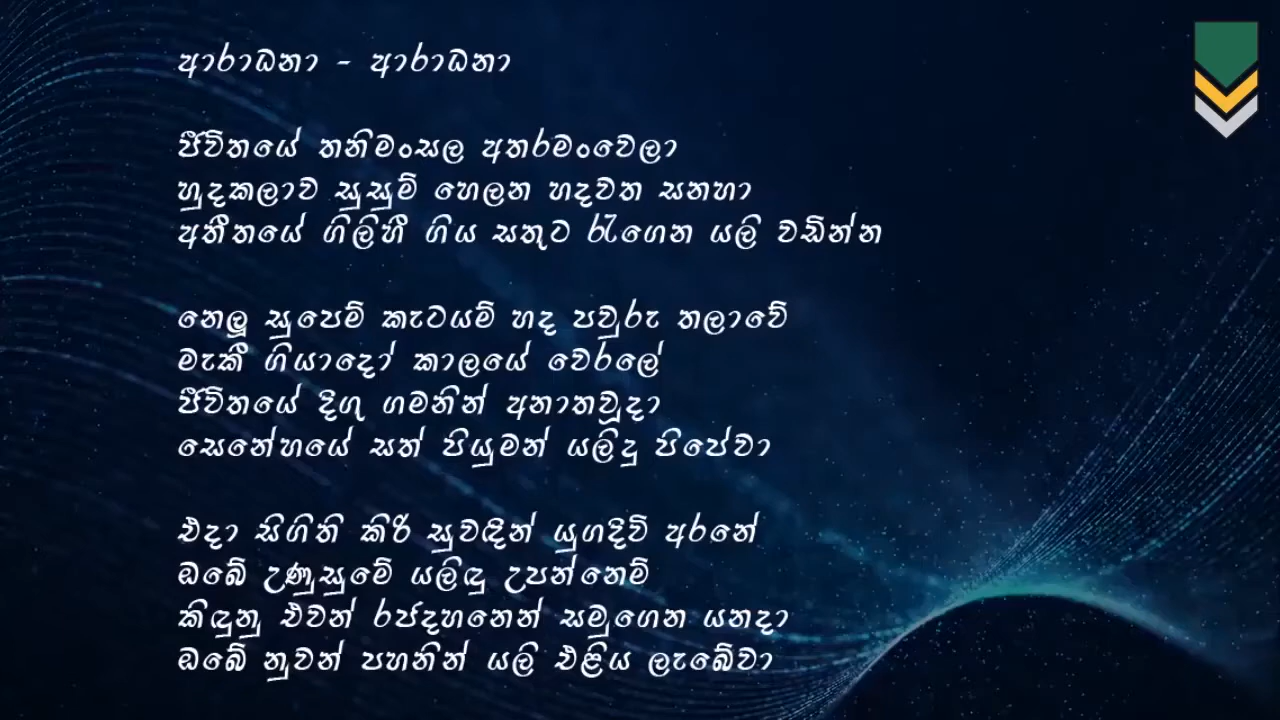 ආරාධනා - ආරාධනා
ජීවිතයේ තනිමංසල අතරමංවෙලා
හුදකලාව සුසුම් හෙලන හදවත සනහා
අතීතයේ ගිලිහී ගිය සතුට රැගෙන යලි වඩින්න
නෙලූ සුපෙම් කැටයම් හද පවුරු තලාවේ
මැකී ගියාදෝ කාලයේ වෙරලේ
ජීවිතයේ දිගු ගමනින් අනාතවූදා
සෙනේහයේ සත් පියුමන් යලිදු පිපේවා
එදා සිගිති කිරි සුවඳින් යුගදිවි අරනේ
ඔබේ උණුසුමේ යලිඳු උපන්නෙමි
කිඳුනු එවන් රජදහනෙන් සමුගෙන යනදා
ඔබේ නුවන් පහනින් යලි එළිය ලැබේවා